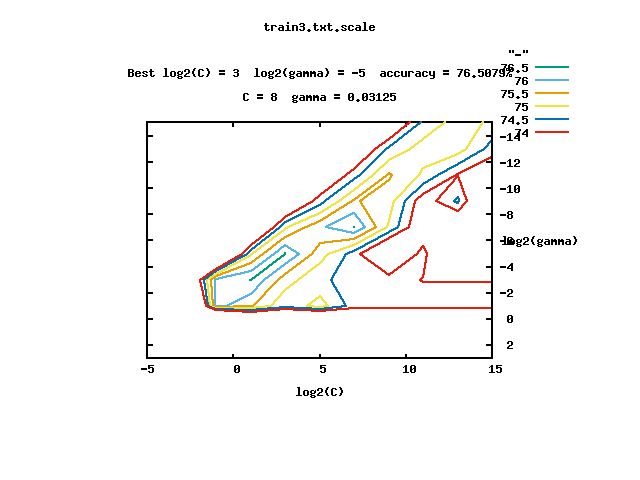 train3.txt.scale
"-"
Best log2(C) = 3  log2(gamma) = -5  accuracy = 76.5079%
76.5
76
C = 8  gamma = 0.03125
75.5
75
74.5
74
-14
-12
-10
-8
-6
log2(gamma)
-4
-2
0
2
-5 0 5 10 15
log2(C)